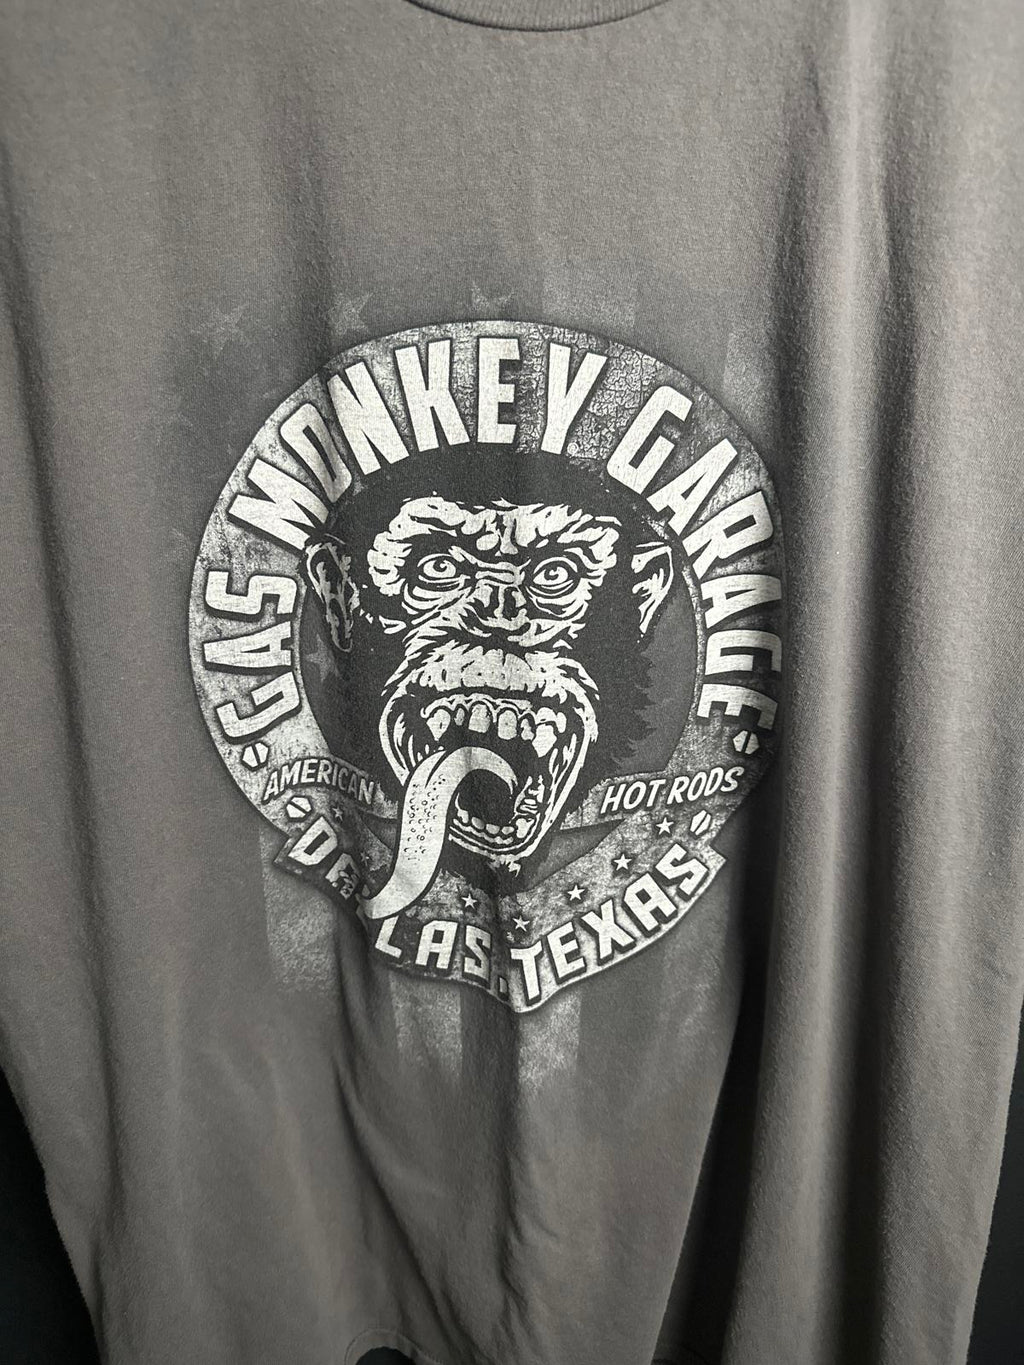 GAS MONKEY GARAGE
AMERICAN HOT RODS
DALLAS, TEXAS